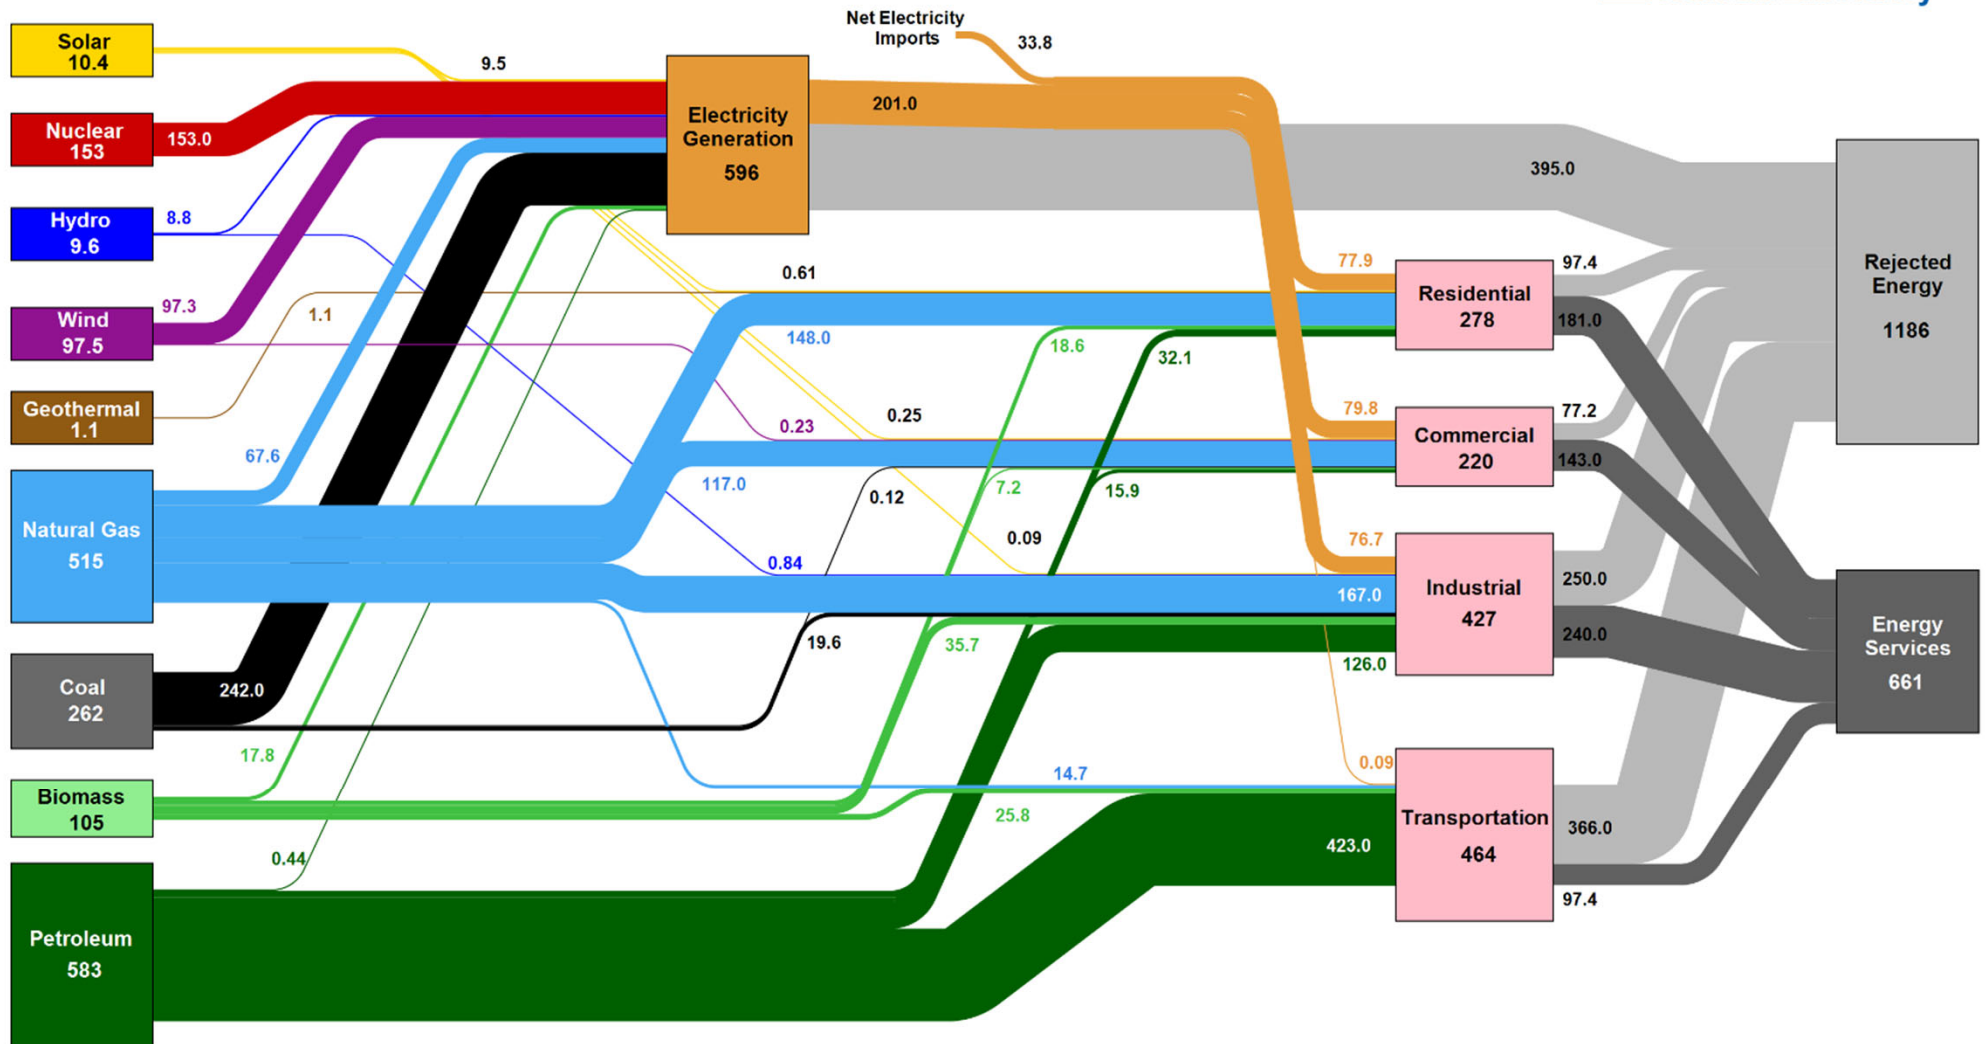 Solar
10.4
Nuclear
153
Hydro
9.6
Wind
97.5
Geothermal
1.1
Natural Gas
515
Coal
262
Biomass
105
Petroleum
583
153.0
8.8
97.3
1.1
67.6
242.0
17.8
0.44
9.5
Electricity
Generation
596
Net Electricity
Imports
33.8
201.0
395.0
0.61
148.0
18.6
32.1
0.25
0.23
117.0
0.12
7.2
15.9
0.09
0.84
19.6
35.7
14.7
25.8
77.9
79.8
76.7
167.0
126.0
0.09
423.0
Residential
278
Commercial
220
Industrial
427
Transportation
464
97.4
181.0
77.2
143.0
250.0
240.0
366.0
97.4
Rejected
Energy
1186
Energy
Services
661